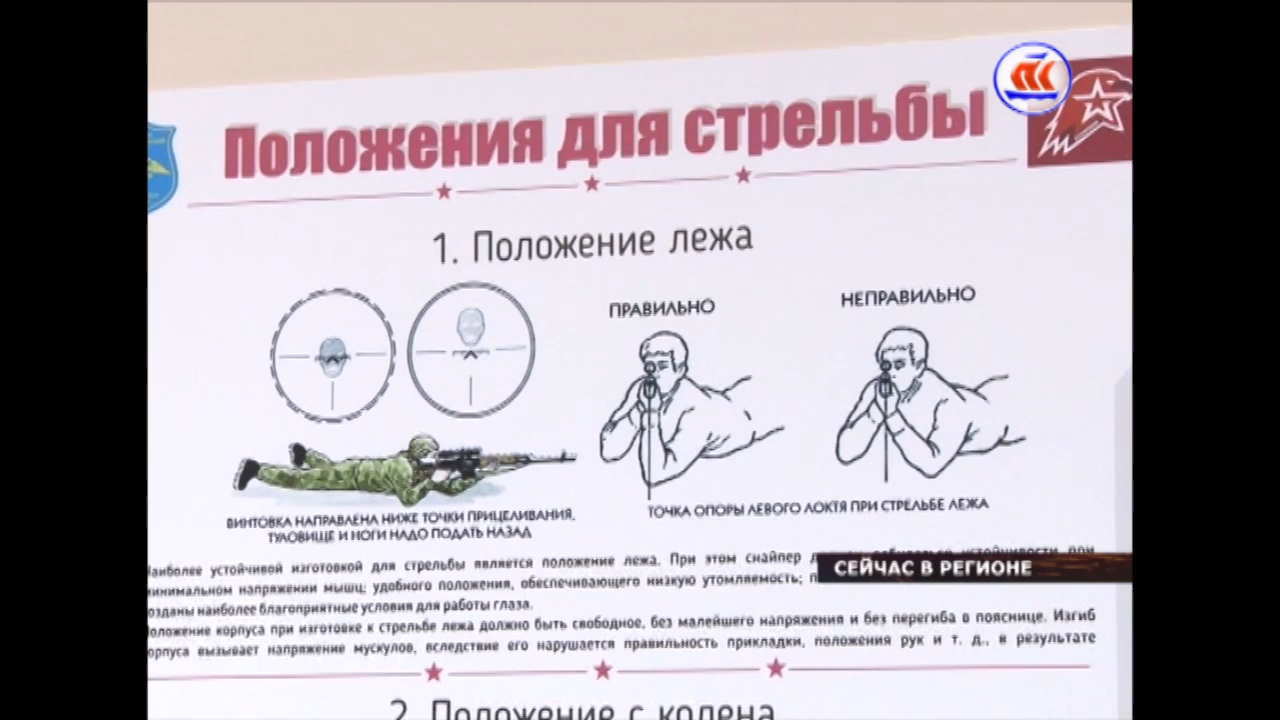 ПК
Положения для стрельбы
1. Положение лежа
ПРАВИЛЬНО
НЕПРАВИЛЬНО
ВИНТОВКА НАПРАВЛЕНА НИЖЕ ТОЧКИ ПРИЦЕЛИВАНИЯ.
ТУЛОВИЩЕ И НОГИ НАДО ПОДАТЬ НАЗАД
ТОЧКА ОПОРЫ ЛЕВОГО ЛОКТЯ ПРИ СТРЕЛЬБЕ ЛЕЖА
Наиболее устойчивой изготовкой для стрельбы является положение лежа. При этом снайпер устойчивости при
минимальном напряжении мышц; удобного положения, обеспечивающего низкую утомляемость;
созданы наиболее благоприятные условия для работы глаза.
Положение корпуса при изготовке к стрельбе лежа должно быть свободное, без малейшего напряжения и без перегиба в пояснице. Изгиб
корпуса вызывает напряжение мускулов, вследствие его нарушается правильность прикладки, положения рук и т. д., в результате
СЕЙЧАС В РЕГИОНЕ
2. Положение с колена